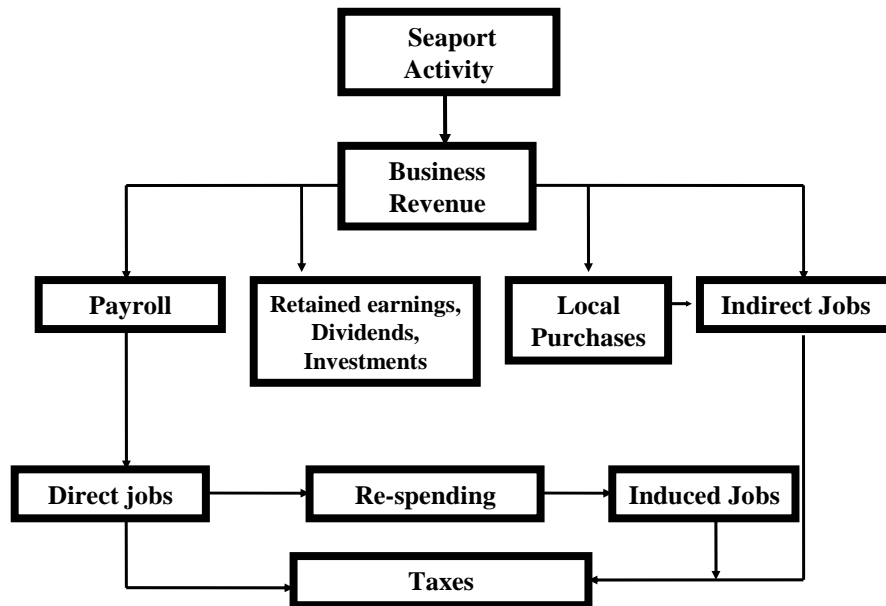 Seaport
Activity
Business
Revenue
Payroll
Retained earnings,
Dividends,
Investments
Local
Purchases
Indirect Jobs
Direct jobs
Re-spending
Induced Jobs
Taxes